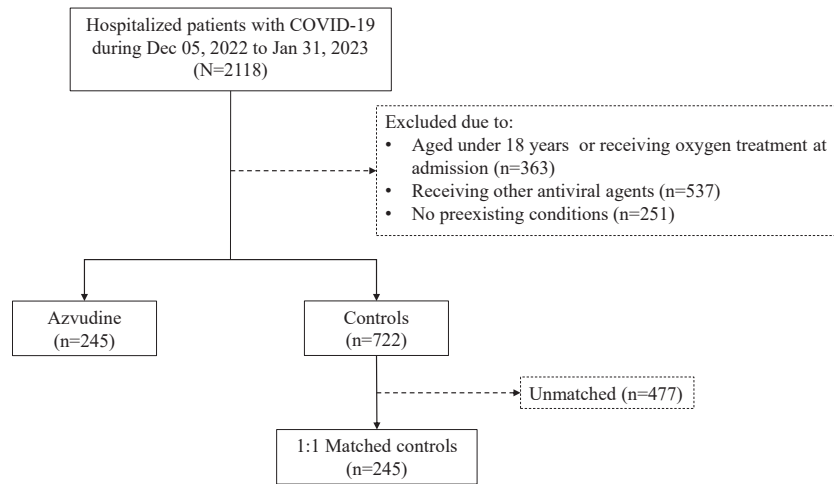 Hospitalized patients with COVID-19
during Dec 05, 2022 to Jan 31, 2023
(N=2118)
Excluded due to:
• Aged under 18 years or receiving oxygen treatment at
admission (n=363)
• Receiving other antiviral agents (n=537)
• No preexisting conditions (n=251)
Azvudine
(n=245)
Controls
(n=722)
Unmatched (n=477)
1:1 Matched controls
(n=245)